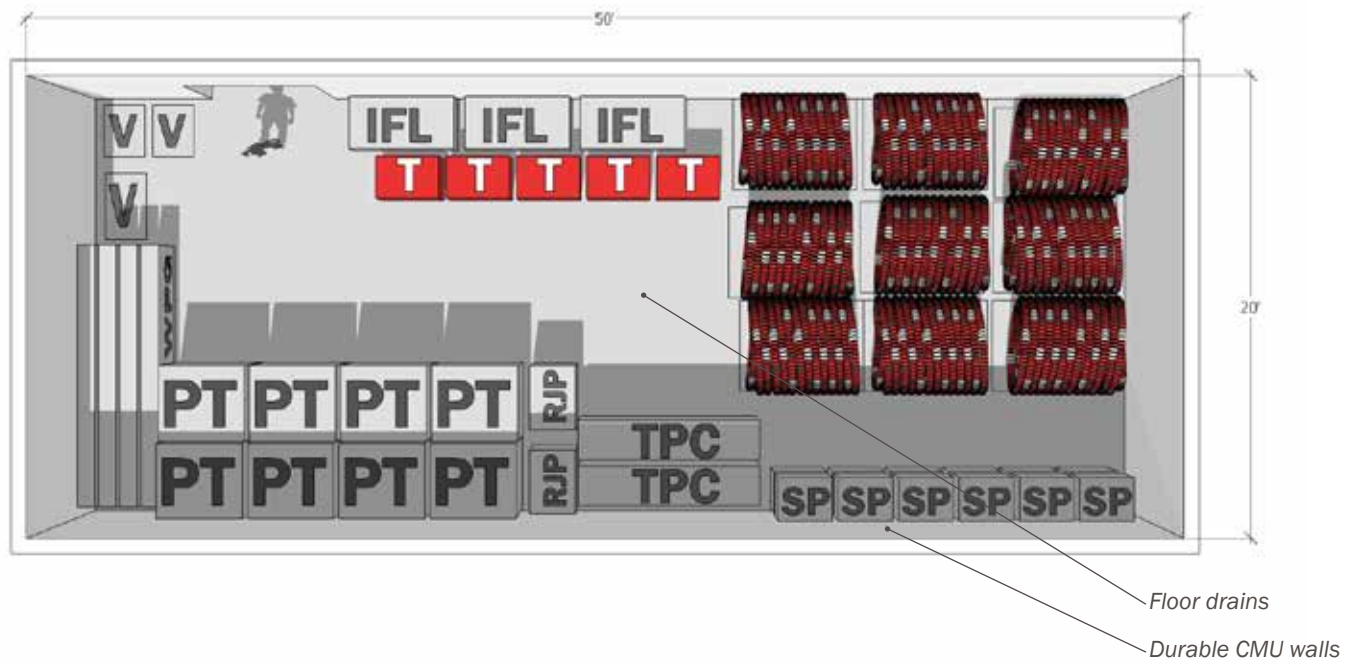 50'
V V
IFL IFL IFL
T T T T T
V
20'
PT PT PT PT RJP
TPC
PT PT PT PT RJP
TPC
SP SP SP SP SP SP
Floor drains
Durable CMU walls